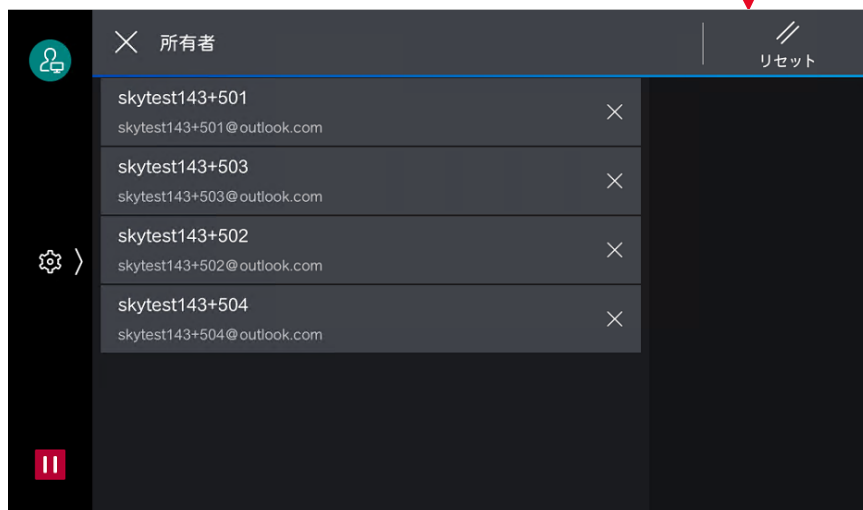 所有者
リセット
skytest143+501
skytest143+501@outlook.com
skytest143+503
skytest143+503@outlook.com
skytest143+502
skytest143+502@outlook.com
skytest143+504
skytest143+504@outlook.com